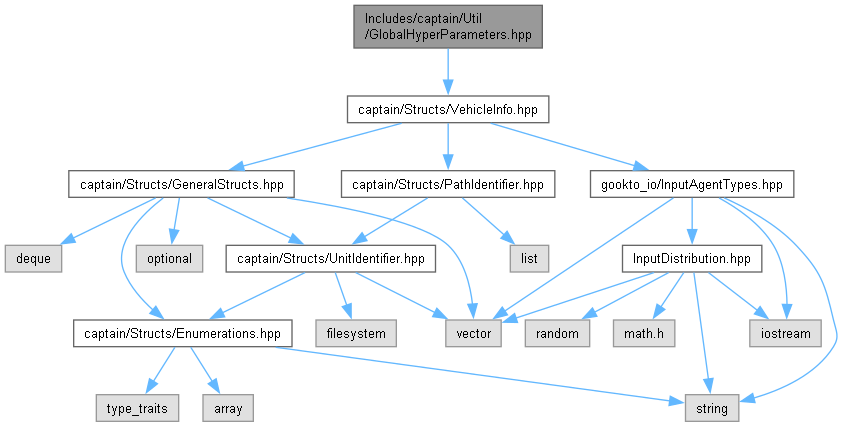 Includes/captain/Util
/GlobalHyperParameters.hpp
captain/Structs/VehicleInfo.hpp
captain/Structs/GeneralStructs.hpp
captain/Structs/PathIdentifier.hpp
gookto_io/InputAgentTypes.hpp
deque
optional
captain/Structs/UnitIdentifier.hpp
list
InputDistribution.hpp
captain/Structs/Enumerations.hpp
filesystem
vector
random
math.h
iostream
type_traits
array
string